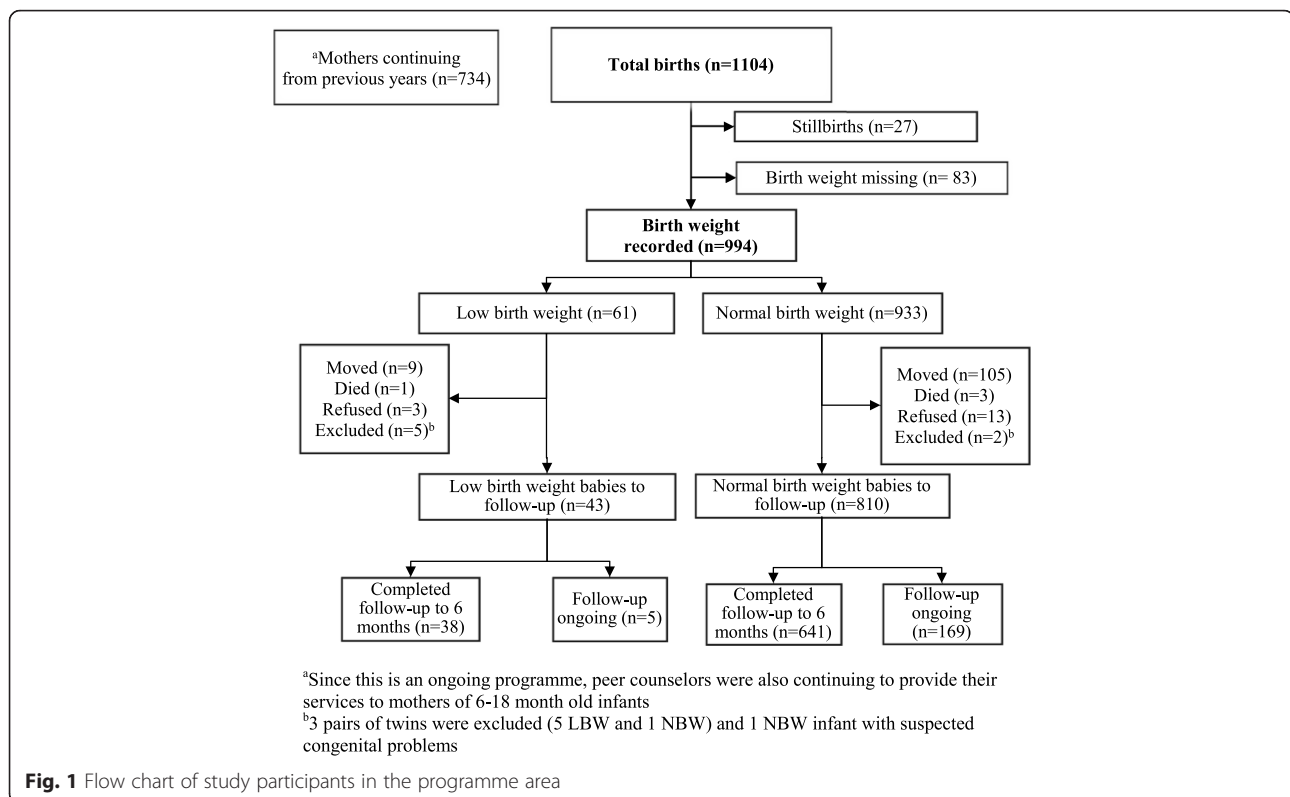 ᵃMothers continuing
from previous years (n=734)
Total births (n=1104)
Stillbirths (n=27)
Birth weight missing (n= 83)
Birth weight
recorded (n=994)
Low birth weight (n=61)
Normal birth weight (n=933)
Moved (n=9)
Died (n=1)
Refused (n=3)
Excluded (n=5)ᵇ
Moved (n=105)
Died (n=3)
Refused (n=13)
Excluded (n=2)ᵇ
Low birth weight babies to
follow-up (n=43)
Normal birth weight babies to
follow-up (n=810)
Completed
follow-up to 6
months (n=38)
Follow-up
ongoing (n=5)
Completed
follow-up to 6
months (n=641)
Follow-up
ongoing
(n=169)
ᵃSince this is an ongoing programme, peer counselors were also continuing to provide their
services to mothers of 6-18 month old infants
ᵇ3 pairs of twins were excluded (5 LBW and 1 NBW) and 1 NBW infant with suspected
congenital problems
Fig. 1 Flow chart of study participants in the programme area